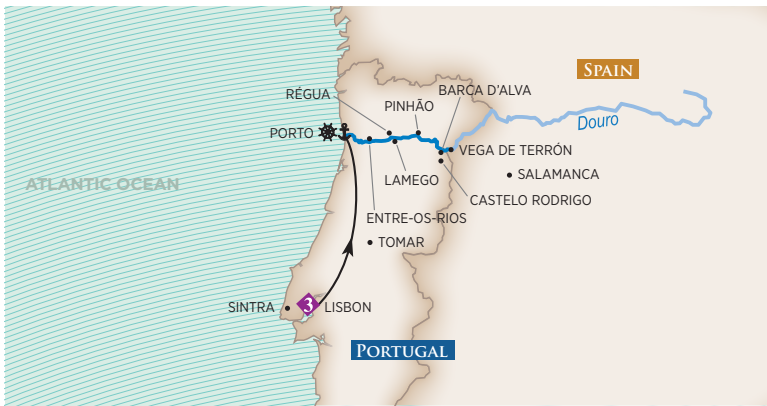 SPAIN
BARCA D'ALVA
RÉGUA
PINHÃO
Douro
PORTO
VEGA DE TERRÓN
SALAMANCA
LAMEGO
ATLANTIC OCEAN
CASTELO RODRIGO
ENTRE-OS-RIOS
TOMAR
SINTRA
3
LISBON
PORTUGAL